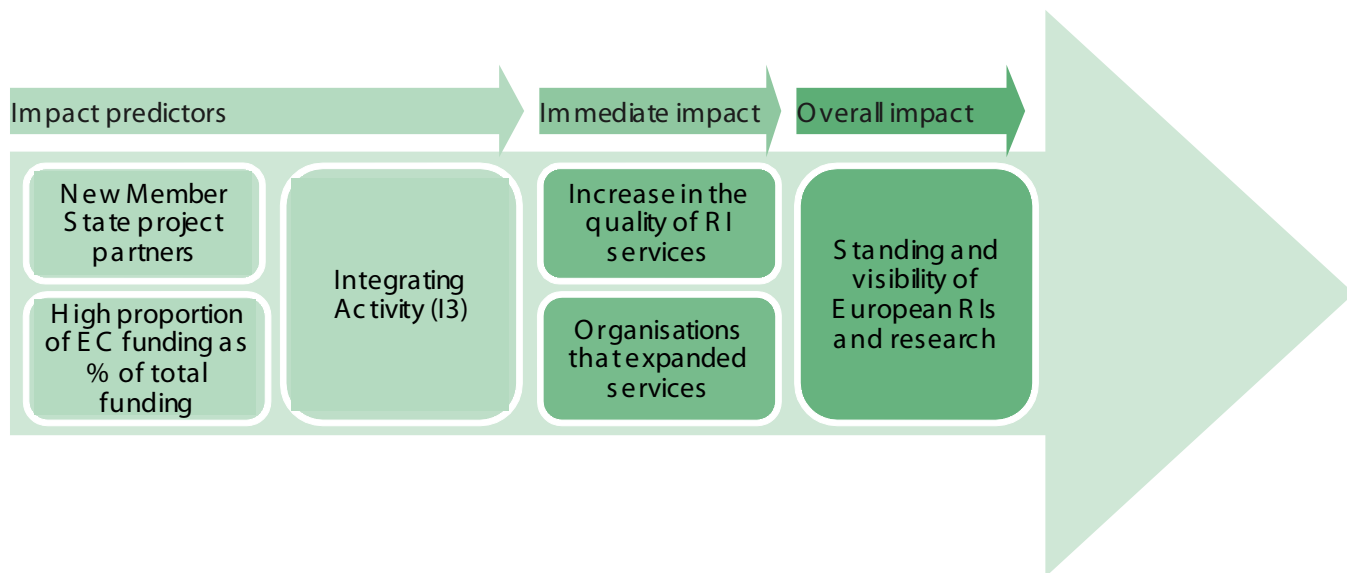 Impact predictors
Immediate impact
Overall impact
New Member
State project
partners
High proportion
of EC funding as
% of total
funding
Integrating
Activity (I3)
Increase in the
quality of RI
services
Organisations
that expanded
services
Standing and
visibility of
European RIs
and research